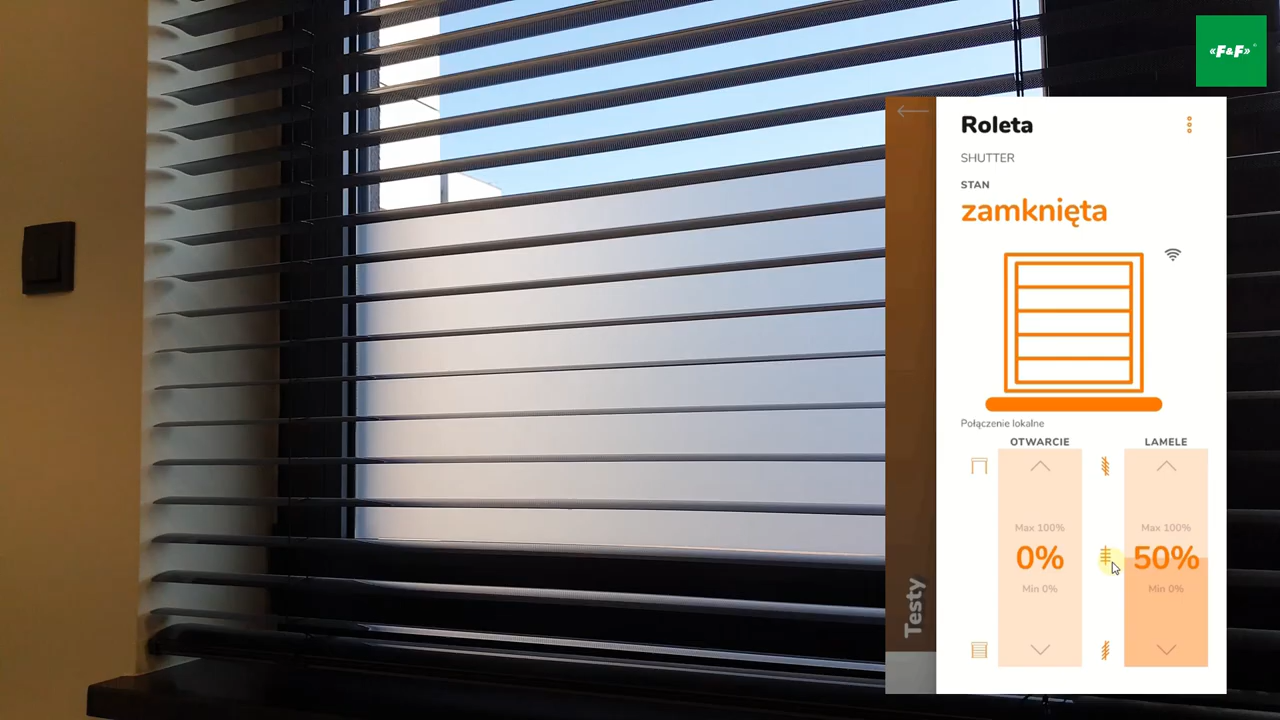 «F&F»
Roleta
SHUTTER
STAN
zamknięta
Połączenie lokalne
OTWARCIE
LAMELE
Max 100%
Max 100%
0%
50%
Min 0%
Min 0%
Testy